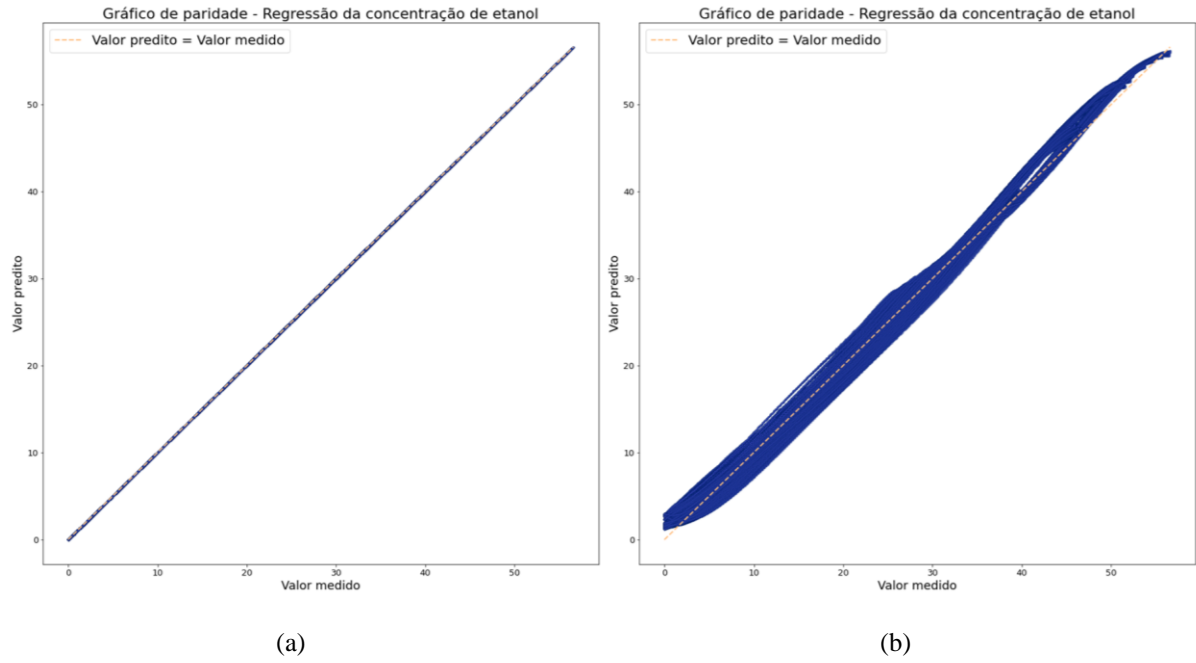 Gráfico de paridade - Regressão da concentração de etanol
Valor predito = Valor medido
50
40
30
20
10
0
Valor predito
0 10 20 30 40 50
Valor medido
(a)
Gráfico de paridade - Regressão da concentração de etanol
Valor predito = Valor medido
50
40
30
20
10
0
Valor predito
0 10 20 30 40 50
Valor medido
(b)